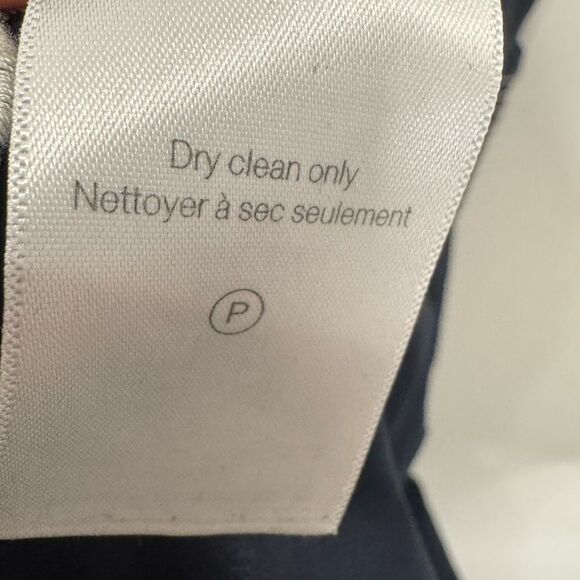 Dry clean only
Nettoyer à sec seulement
P